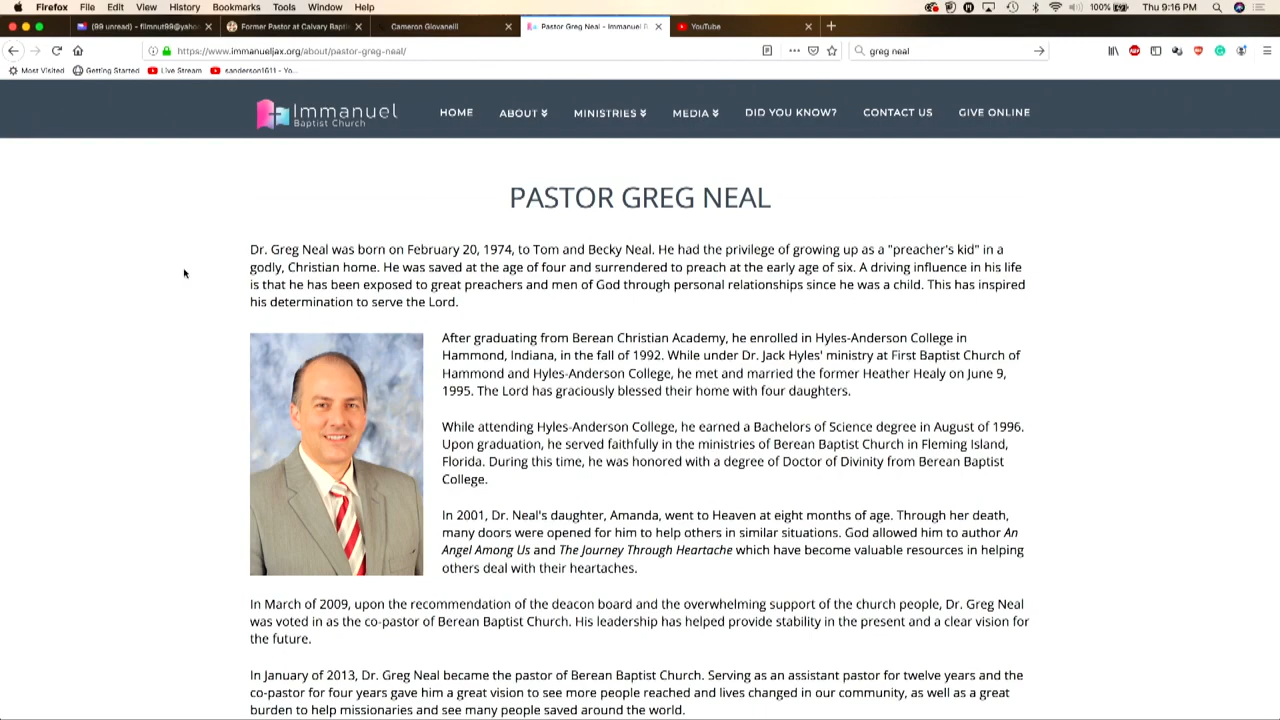 Firefox File Edit View History Bookmarks Tools Window Help 100% Thu 9:16 PM
(99 unread) - filmnut99@yaho Former Pastor at Calvary Bapti Cameron Giovanelli Pastor Greg Neal - Immanuel B YouTube
https://www.immanueljax.org/about/pastor-greg-neal/ greg neal
Most Visited Getting Started Live Stream sanderson1611 - Yo...
Immanuel
Baptist Church
HOME ABOUT MINISTRIES MEDIA DID YOU KNOW? CONTACT US GIVE ONLINE
PASTOR GREG NEAL
Dr. Greg Neal was born on February 20, 1974, to Tom and Becky Neal. He had the privilege of growing up as a "preacher's kid" in a
godly, Christian home. He was saved at the age of four and surrendered to preach at the early age of six. A driving influence in his life
is that he has been exposed to great preachers and men of God through personal relationships since he was a child. This has inspired
his determination to serve the Lord.
After graduating from Berean Christian Academy, he enrolled in Hyles-Anderson College in
Hammond, Indiana, in the fall of 1992. While under Dr. Jack Hyles' ministry at First Baptist Church of
Hammond and Hyles-Anderson College, he met and married the former Heather Healy on June 9,
1995. The Lord has graciously blessed their home with four daughters.
While attending Hyles-Anderson College, he earned a Bachelors of Science degree in August of 1996.
Upon graduation, he served faithfully in the ministries of Berean Baptist Church in Fleming Island,
Florida. During this time, he was honored with a degree of Doctor of Divinity from Berean Baptist
College.
In 2001, Dr. Neal's daughter, Amanda, went to Heaven at eight months of age. Through her death,
many doors were opened for him to help others in similar situations. God allowed him to author An
Angel Among Us and The Journey Through Heartache which have become valuable resources in helping
others deal with their heartaches.
In March of 2009, upon the recommendation of the deacon board and the overwhelming support of the church people, Dr. Greg Neal
was voted in as the co-pastor of Berean Baptist Church. His leadership has helped provide stability in the present and a clear vision for
the future.
In January of 2013, Dr. Greg Neal became the pastor of Berean Baptist Church. Serving as an assistant pastor for twelve years and the
co-pastor for four years gave him a great vision to see more people reached and lives changed in our community, as well as a great
burden to help missionaries and see many people saved around the world.